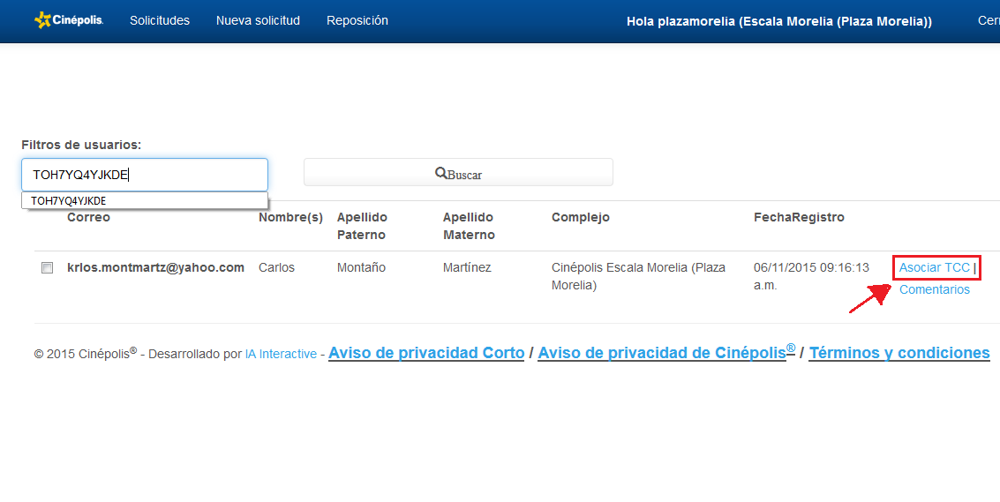 Cinépolis. Solicitudes Nueva solicitud Reposición Hola plazamorelia (Escala Morelia (Plaza Morelia))
Filtros de usuarios:
TOH7YQ4YJKDE Buscar
TOH7YQ4YJKDE
Correo Nombre(s) Apellido Paterno Apellido Materno Complejo FechaRegistro
krlos.montmartz@yahoo.com Carlos Montaño Martínez Cinépolis Escala Morelia (Plaza Morelia) 06/11/2015 09:16:13 a.m. Asociar TCC |
Comentarios
© 2015 Cinépolis® - Desarrollado por IA Interactive - Aviso de privacidad Corto / Aviso de privacidad de Cinépolis® / Términos y condiciones